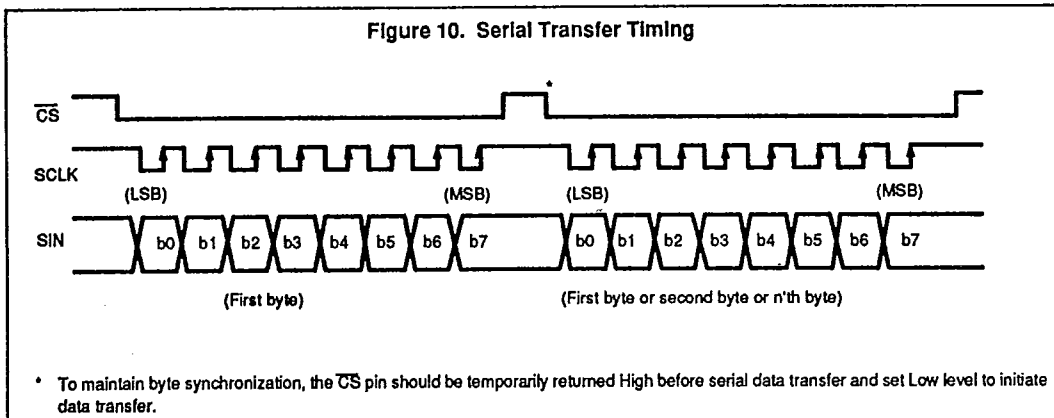 Figure 10. Serial Transfer Timing
*
CS
SCLK
(LSB) (MSB) (LSB) (MSB)
SIN b0 b1 b2 b3 b4 b5 b6 b7 b0 b1 b2 b3 b4 b5 b6 b7
(First byte) (First byte or second byte or n'th byte)
* To maintain byte synchronization, the CS pin should be temporarily returned High before serial data transfer and set Low level to initiate
data transfer.